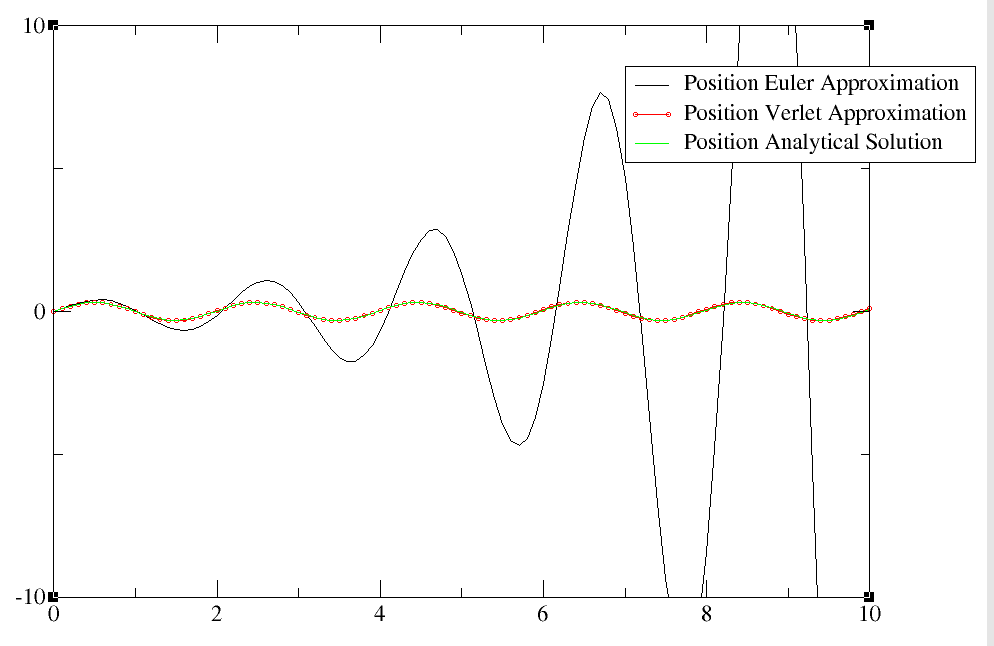 10
Position Euler Approximation
Position Verlet Approximation
Position Analytical Solution
0
-10
0 2 4 6 8 10